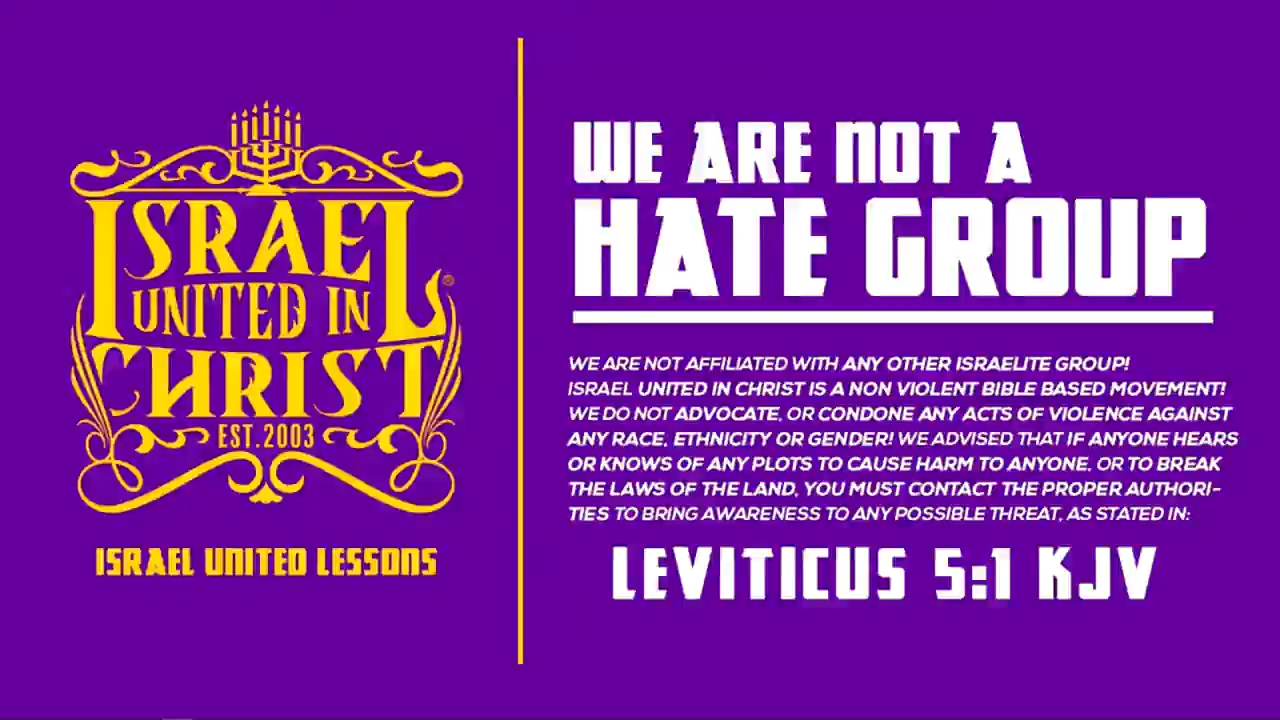 ISRAEL
UNITED IN
CHRIST
EST.2003
ISRAEL UNITED LESSONS
WE ARE NOT A
HATE GROUP
WE ARE NOT AFFILIATED WITH ANY OTHER ISRAELITE GROUP!
ISRAEL UNITED IN CHRIST IS A NON VIOLENT BIBLE BASED MOVEMENT!
WE DO NOT ADVOCATE, OR CONDONE ANY ACTS OF VIOLENCE AGAINST
ANY RACE, ETHNICITY OR GENDER! WE ADVISED THAT IF ANYONE HEARS
OR KNOWS OF ANY PLOTS TO CAUSE HARM TO ANYONE, OR TO BREAK
THE LAWS OF THE LAND, YOU MUST CONTACT THE PROPER AUTHORI-
TIES TO BRING AWARENESS TO ANY POSSIBLE THREAT, AS STATED IN:
LEVITICUS 5:1 KJV